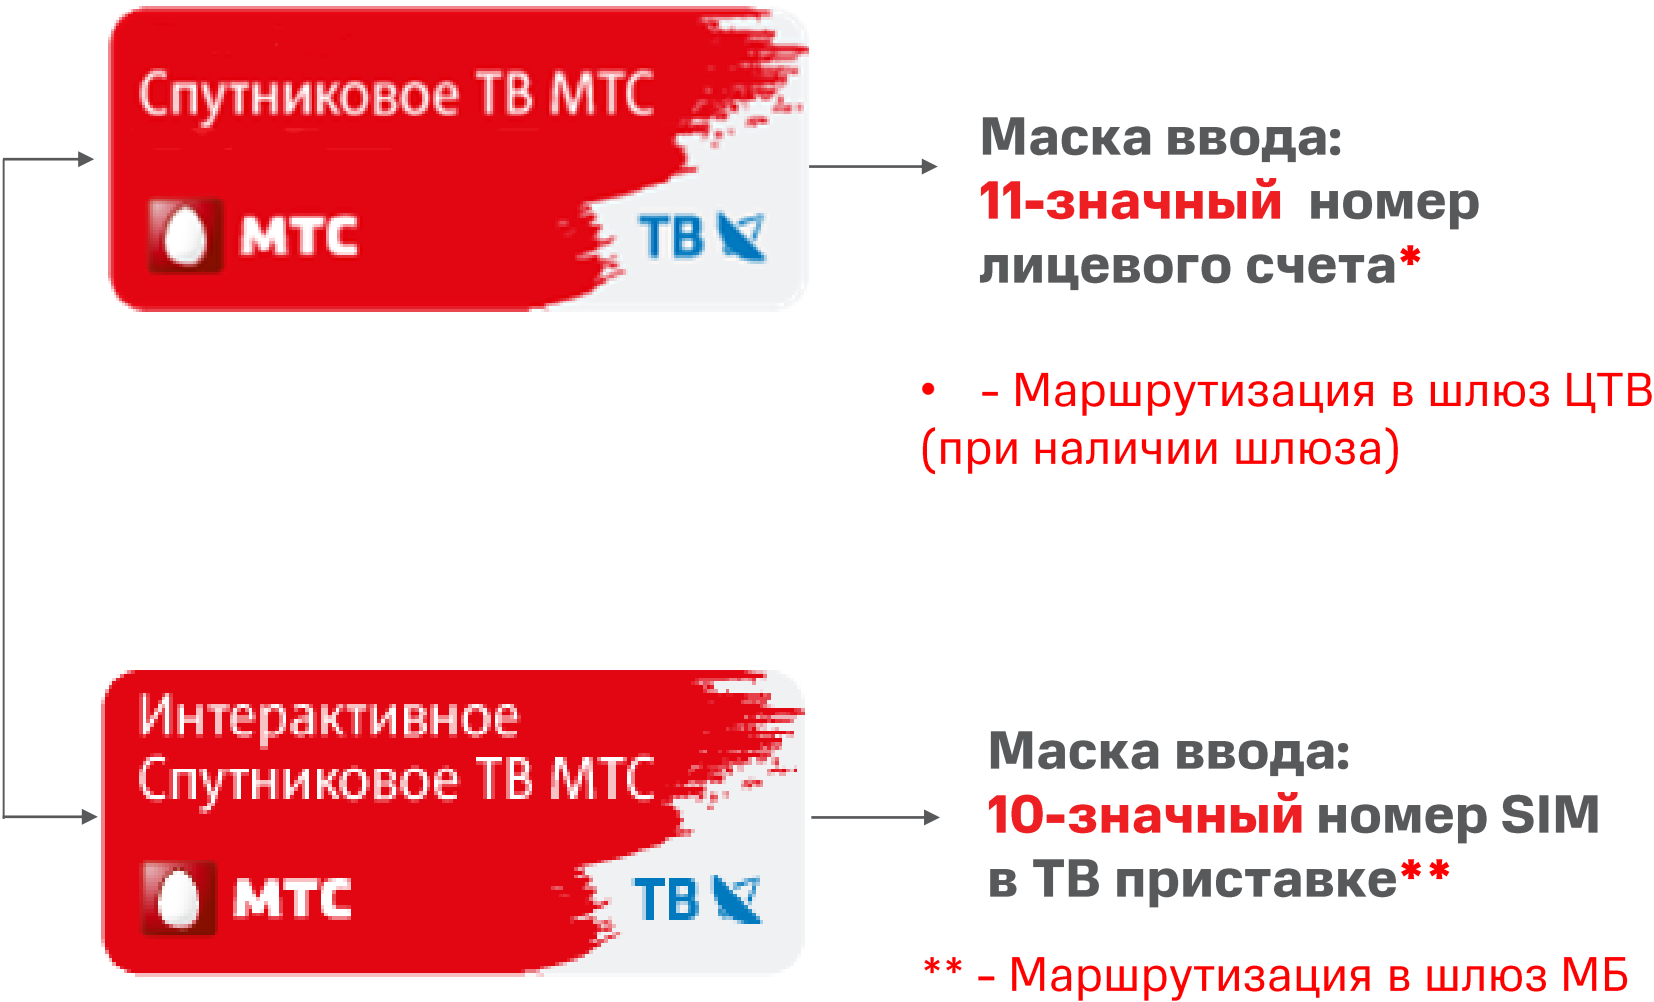 Спутниковое ТВ МТС
МТС
ТВ
Маска ввода:
11-значный номер
лицевого счета*
• - Маршрутизация в шлюз ЦТВ
(при наличии шлюза)
Интерактивное
Спутниковое ТВ МТС
МТС
ТВ
Маска ввода:
10-значный номер SIM
в ТВ приставке**
** - Маршрутизация в шлюз МБ